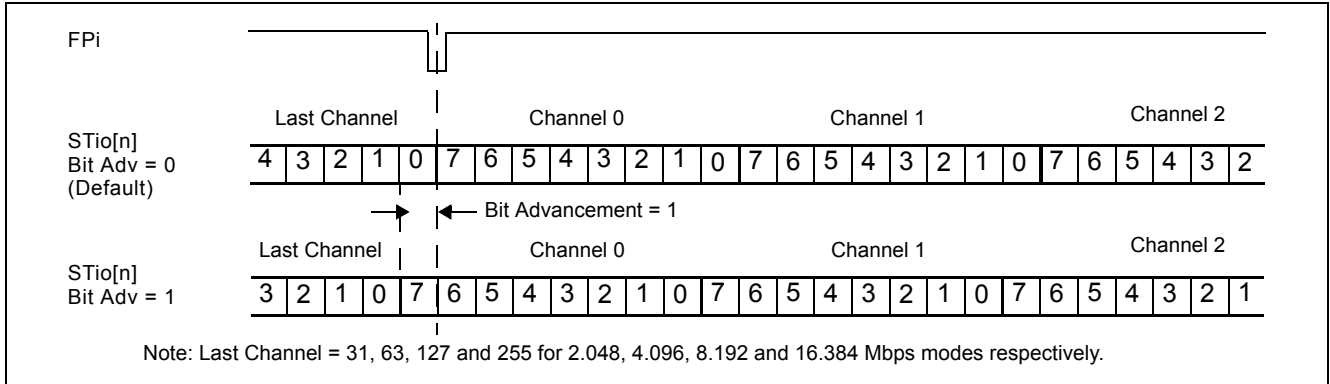 FPi
Last Channel Channel 0 Channel 1 Channel 2
STio[n]
Bit Adv = 0
(Default)
4 3 2 1 0 7 6 5 4 3 2 1 0 7 6 5 4 3 2 1 0 7 6 5 4 3 2
Bit Advancement = 1
Last Channel Channel 0 Channel 1 Channel 2
STio[n]
Bit Adv = 1
3 2 1 0 7 6 5 4 3 2 1 0 7 6 5 4 3 2 1 0 7 6 5 4 3 2 1
Note: Last Channel = 31, 63, 127 and 255 for 2.048, 4.096, 8.192 and 16.384 Mbps modes respectively.